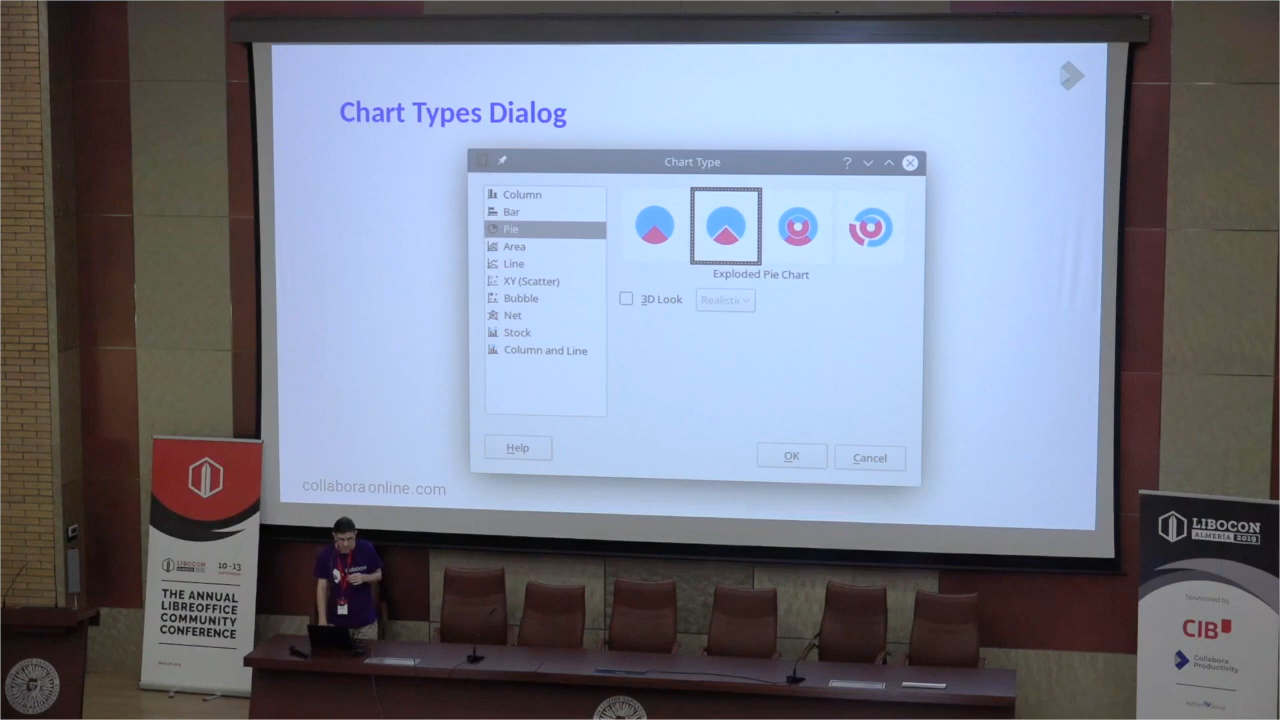 Chart Types Dialog
Chart Type
?
Column
Bar
Pie
Area
Line
XY (Scatter)
Bubble
Net
Stock
Column and Line
Exploded Pie Chart
3D Look
Realistic
Help
OK
Cancel
collaboraonline.com
LIBOCON
10-13
THE ANNUAL
LIBREOFFICE
COMMUNITY
CONFERENCE
LIBOCON
ALMERÍA 2019
Sponsored by
CIB
Collabora
Productivity